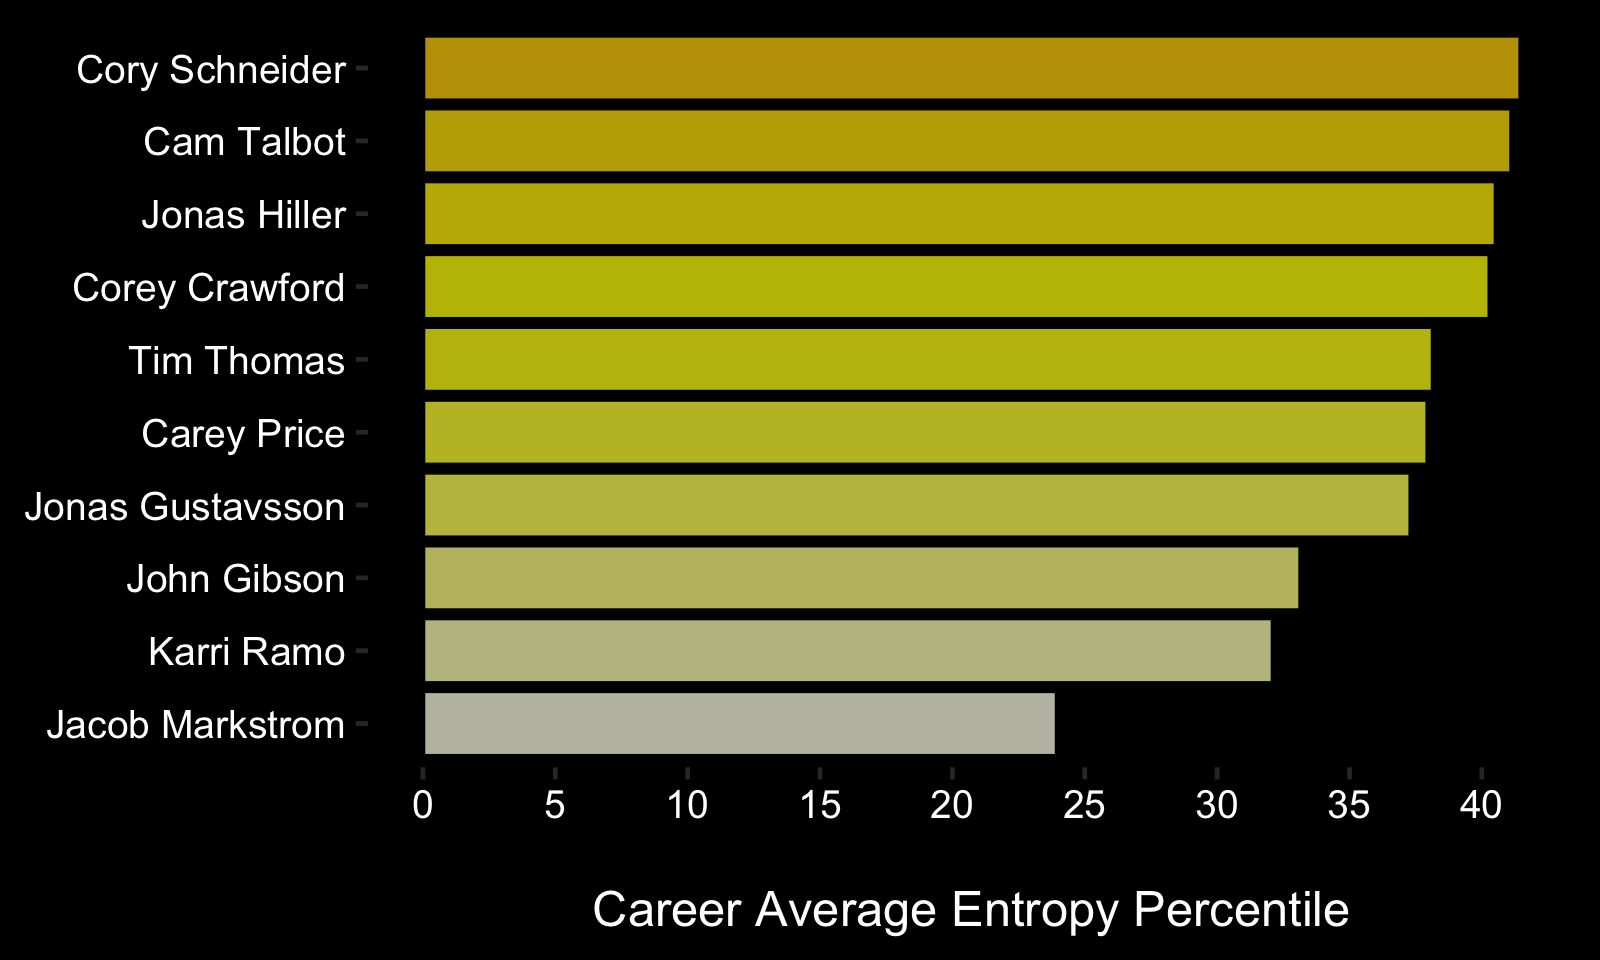 Cory Schneider
Cam Talbot
Jonas Hiller
Corey Crawford
Tim Thomas
Carey Price
Jonas Gustavsson
John Gibson
Karri Ramo
Jacob Markstrom
0 5 10 15 20 25 30 35 40
Career Average Entropy Percentile